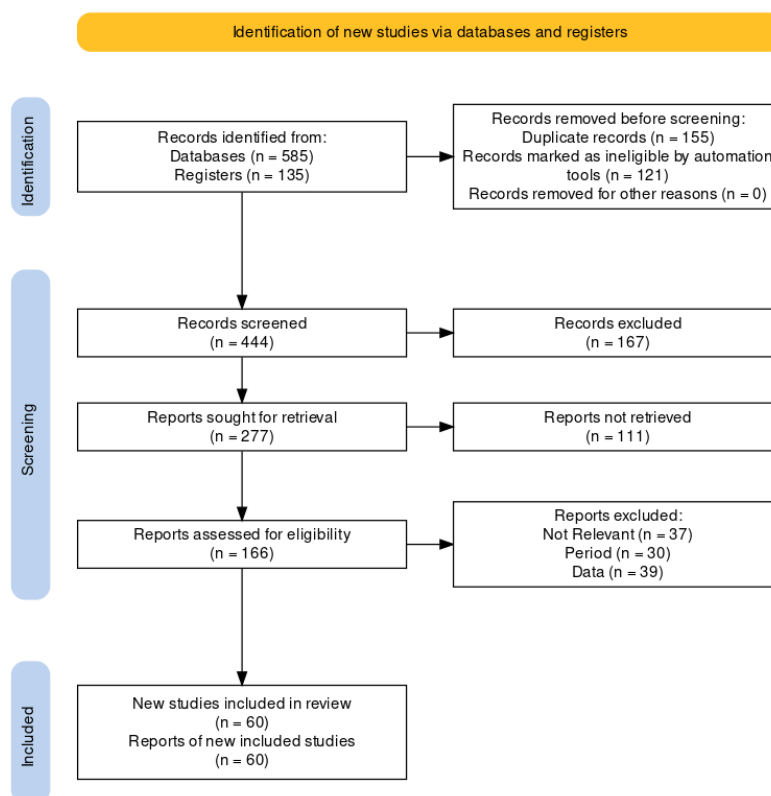 Identification of new studies via databases and registers
Identification
Records identified from:
Databases (n = 585)
Registers (n = 135)
Records removed before screening:
Duplicate records (n = 155)
Records marked as ineligible by automation
tools (n = 121)
Records removed for other reasons (n = 0)
Screening
Records screened
(n = 444)
Records excluded
(n = 167)
Reports sought for retrieval
(n = 277)
Reports not retrieved
(n = 111)
Reports assessed for eligibility
(n = 166)
Reports excluded:
Not Relevant (n = 37)
Period (n = 30)
Data (n = 39)
Included
New studies included in review
(n = 60)
Reports of new included studies
(n = 60)